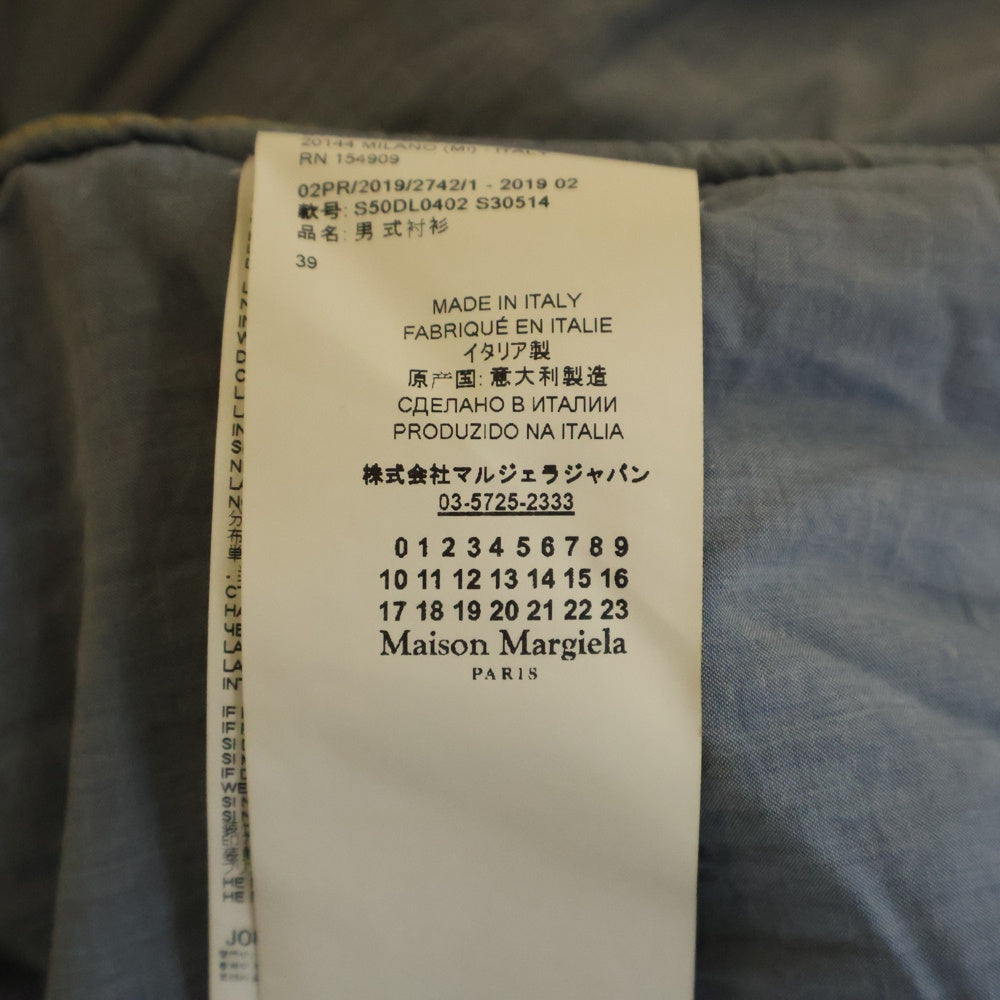 20144 MILANO (MI) - ITALY
RN 154909
02PR/2019/2742/1 - 2019 02
款号: S50DL0402 S30514
品名: 男式衬衫
39
MADE IN ITALY
FABRIQUÉ EN ITALIE
イタリア製
原产国: 意大利製造
СДЕЛАНО В ИТАЛИИ
PRODUZIDO NA ITALIA
株式会社マルジェラジャパン
03-5725-2333
0 1 2 3 4 5 6 7 8 9
10 11 12 13 14 15 16
17 18 19 20 21 22 23
Maison Margiela
PARIS